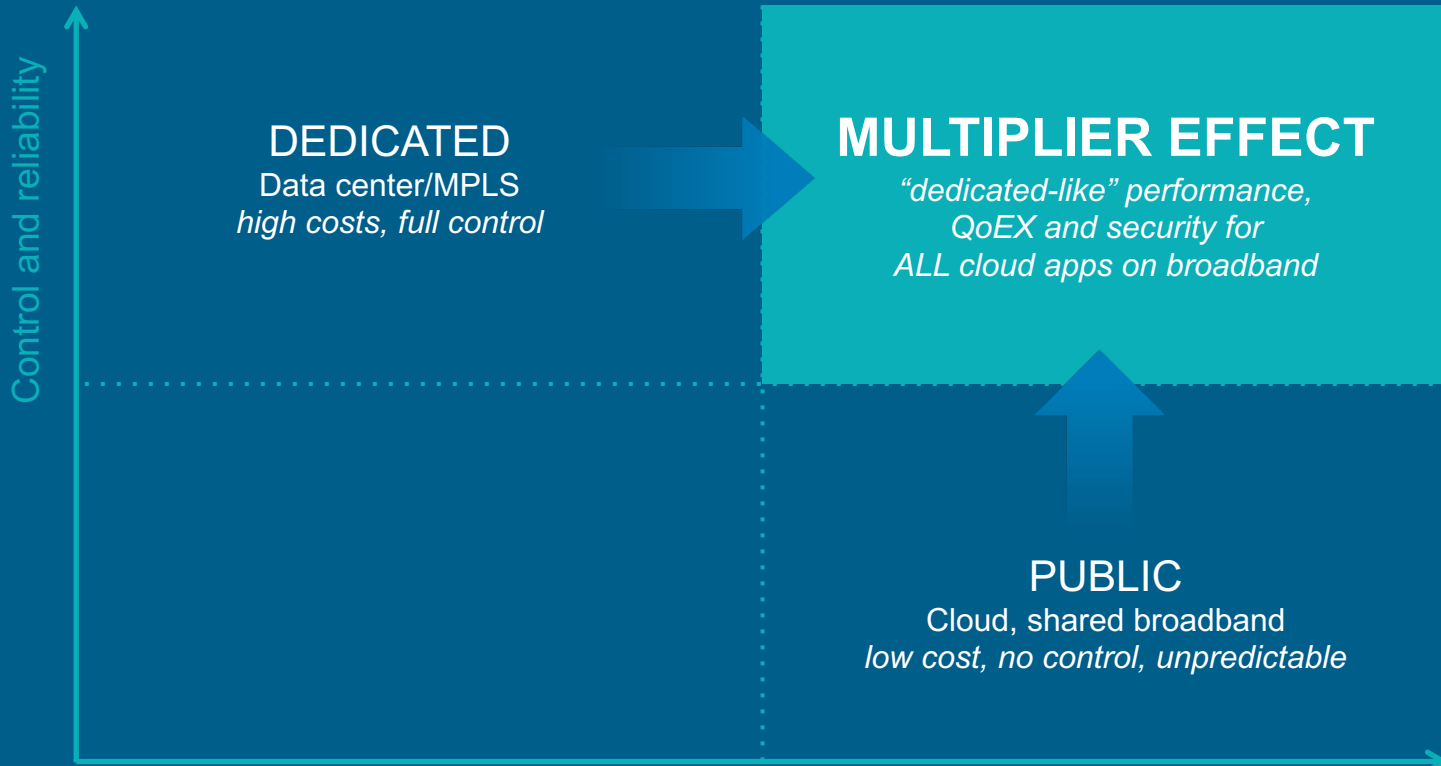 Control and reliability
DEDICATED
Data center/MPLS
high costs, full control
MULTIPLIER EFFECT
“dedicated-like” performance,
QoEX and security for
ALL cloud apps on broadband
PUBLIC
Cloud, shared broadband
low cost, no control, unpredictable